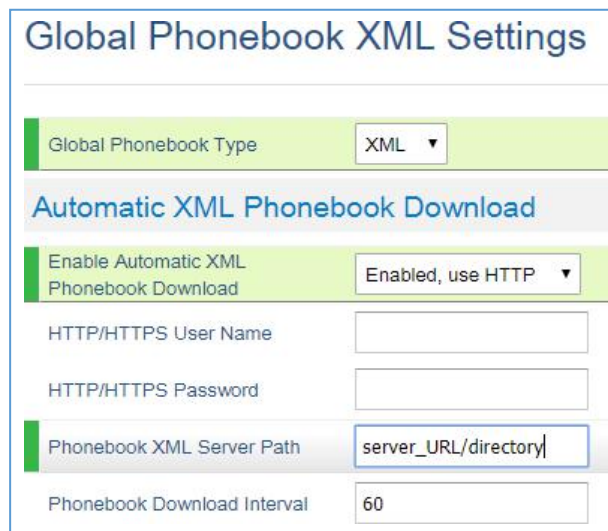 Global Phonebook XML Settings
Global Phonebook Type
XML
Automatic XML Phonebook Download
Enable Automatic XML
Phonebook Download
Enabled, use HTTP
HTTP/HTTPS User Name
HTTP/HTTPS Password
Phonebook XML Server Path
server_URL/directory
Phonebook Download Interval
60